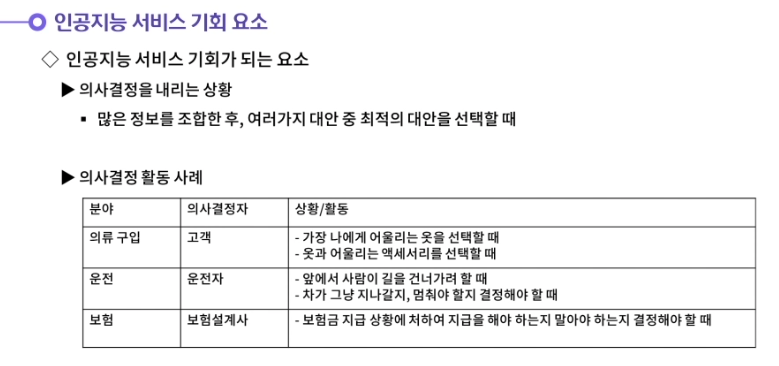 인공지능 서비스 기회 요소
◇ 인공지능 서비스 기회가 되는 요소
▶ 의사결정을 내리는 상황
▪ 많은 정보를 조합한 후, 여러가지 대안 중 최적의 대안을 선택할 때
▶ 의사결정 활동 사례
분야 의사결정자 상황/활동
의류 구입 고객 - 가장 나에게 어울리는 옷을 선택할 때
- 옷과 어울리는 액세서리를 선택할 때
운전 운전자 - 앞에서 사람이 길을 건너가려 할 때
- 차가 그냥 지나갈지, 멈춰야 할지 결정해야 할 때
보험 보험설계사 - 보험금 지급 상황에 처하여 지급을 해야 하는지 말아야 하는지 결정해야 할 때